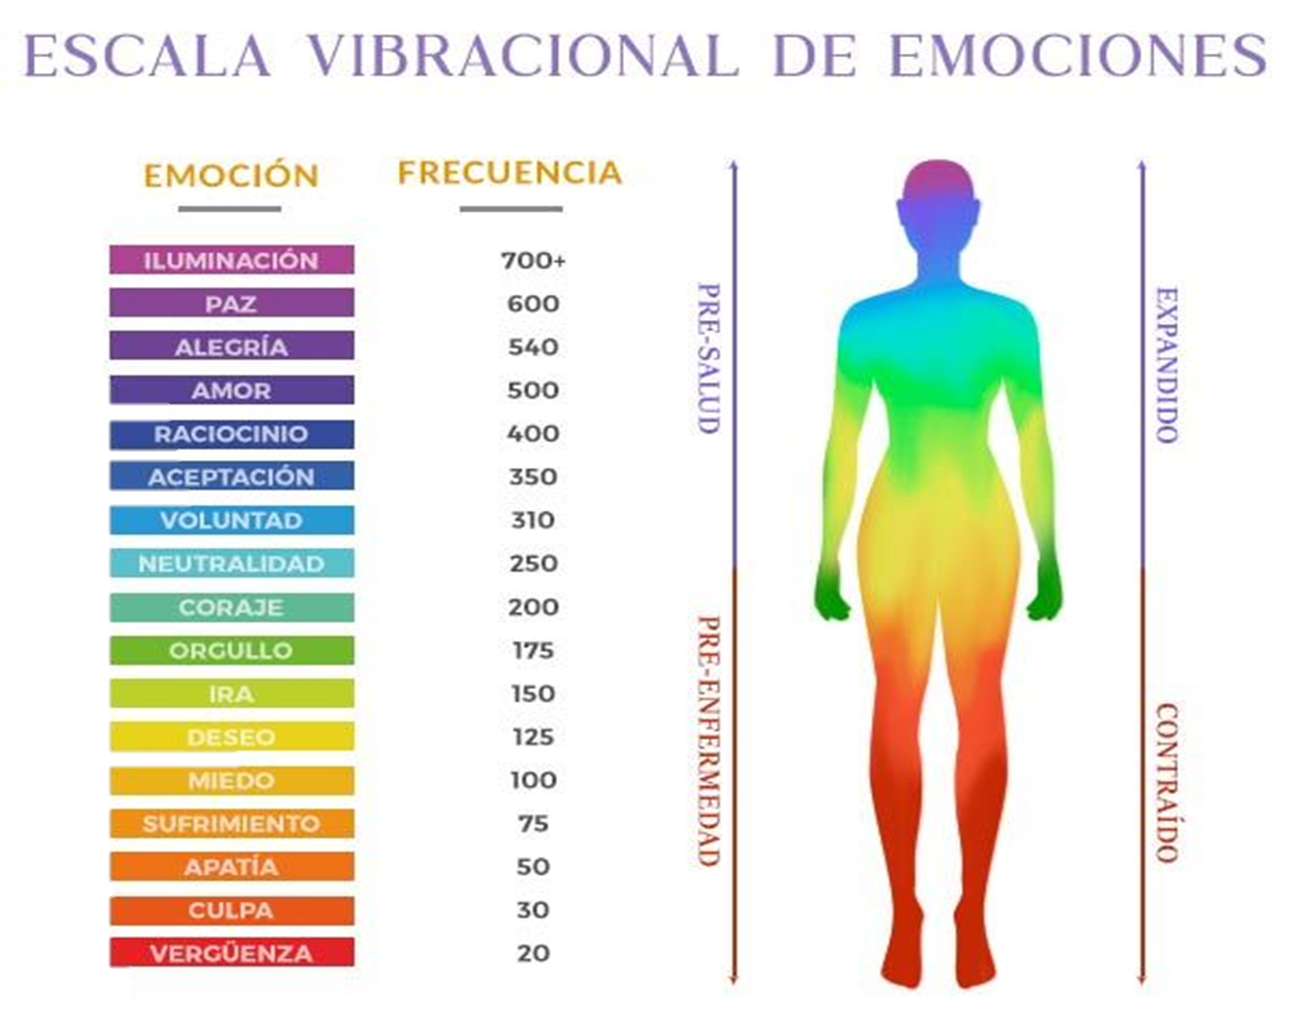 ESCALA VIBRACIONAL DE EMOCIONES
EMOCIÓN FRECUENCIA
ILUMINACIÓN 700+
PAZ 600
ALEGRÍA 540
AMOR 500
RACIOCINIO 400
ACEPTACIÓN 350
VOLUNTAD 310
NEUTRALIDAD 250
CORAJE 200
ORGULLO 175
IRA 150
DESEO 125
MIEDO 100
SUFRIMIENTO 75
APATÍA 50
CULPA 30
VERGÜENZA 20
PRE-SALUD
PRE-ENFERMEDAD
EXPANDIDO
CONTRAÍDO